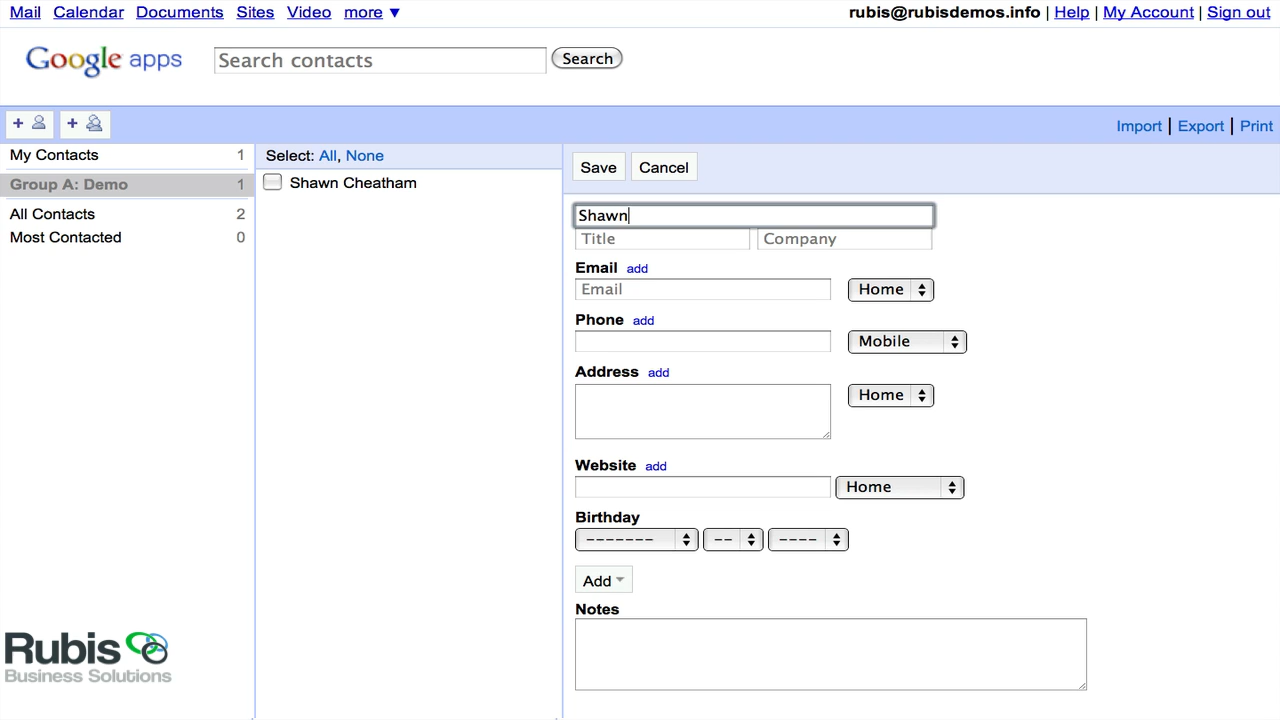 Mail Calendar Documents Sites Video more ▼
rubis@rubisdemos.info | Help | My Account | Sign out
Google apps
Search contacts
Search
+ +
Import | Export | Print
My Contacts 1
Group A: Demo 1
All Contacts 2
Most Contacted 0
Select: All, None
Shawn Cheatham
Save Cancel
Shawn
Title Company
Email add
Email Home
Phone add
Mobile
Address add
Home
Website add
Home
Birthday
------- -- ----
Add
Notes
Rubis
Business Solutions